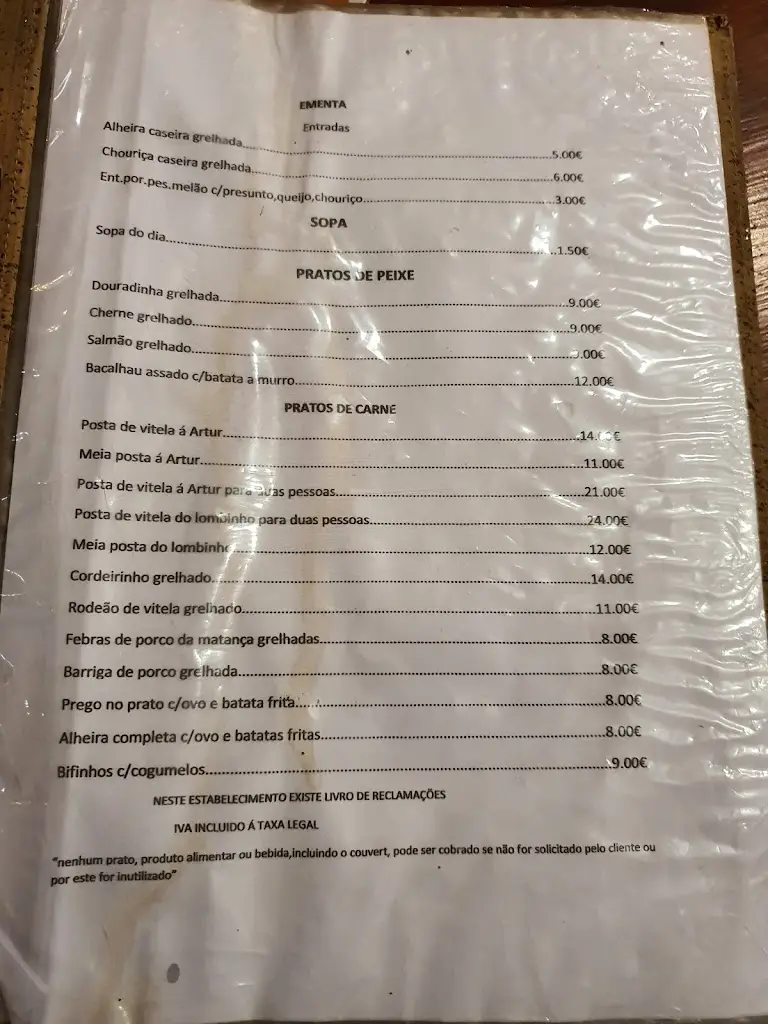 EMENTA
Entradas
Alheira caseira grelhada............5.00€
Chouriça caseira grelhada............6.00€
Ent.por.pes.melão c/presunto,queijo,chouriço............3.00€
SOPA
Sopa do dia............1.50€
PRATOS DE PEIXE
Douradinha grelhada............9.00€
Cherne grelhado............9.00€
Salmão grelhado............
Bacalhau assado c/batata a murro............12.00€
PRATOS DE CARNE
Posta de vitela á Artur............
Meia posta á Artur............11.00€
Posta de vitela á Artur para duas pessoas............21.00€
Posta de vitela do lombinho para duas pessoas............24.00€
Meia posta do lombinho............12.00€
Cordeirinho grelhado............14.00€
Rodeão de vitela grelhado............11.00€
Febras de porco da matança grelhadas............8.00€
Barriga de porco grelhada............8.00€
Prego no prato c/ovo e batata frita............8.00€
Alheira completa c/ovo e batatas fritas............8.00€
Bifinhos c/cogumelos............9.00€
NESTE ESTABELECIMENTO EXISTE LIVRO DE RECLAMAÇÕES
IVA INCLUIDO Á TAXA LEGAL
"nenhum prato, produto alimentar ou bebida,incluindo o couvert, pode ser cobrado se não for solicitado pelo cliente ou
por este for inutilizado"